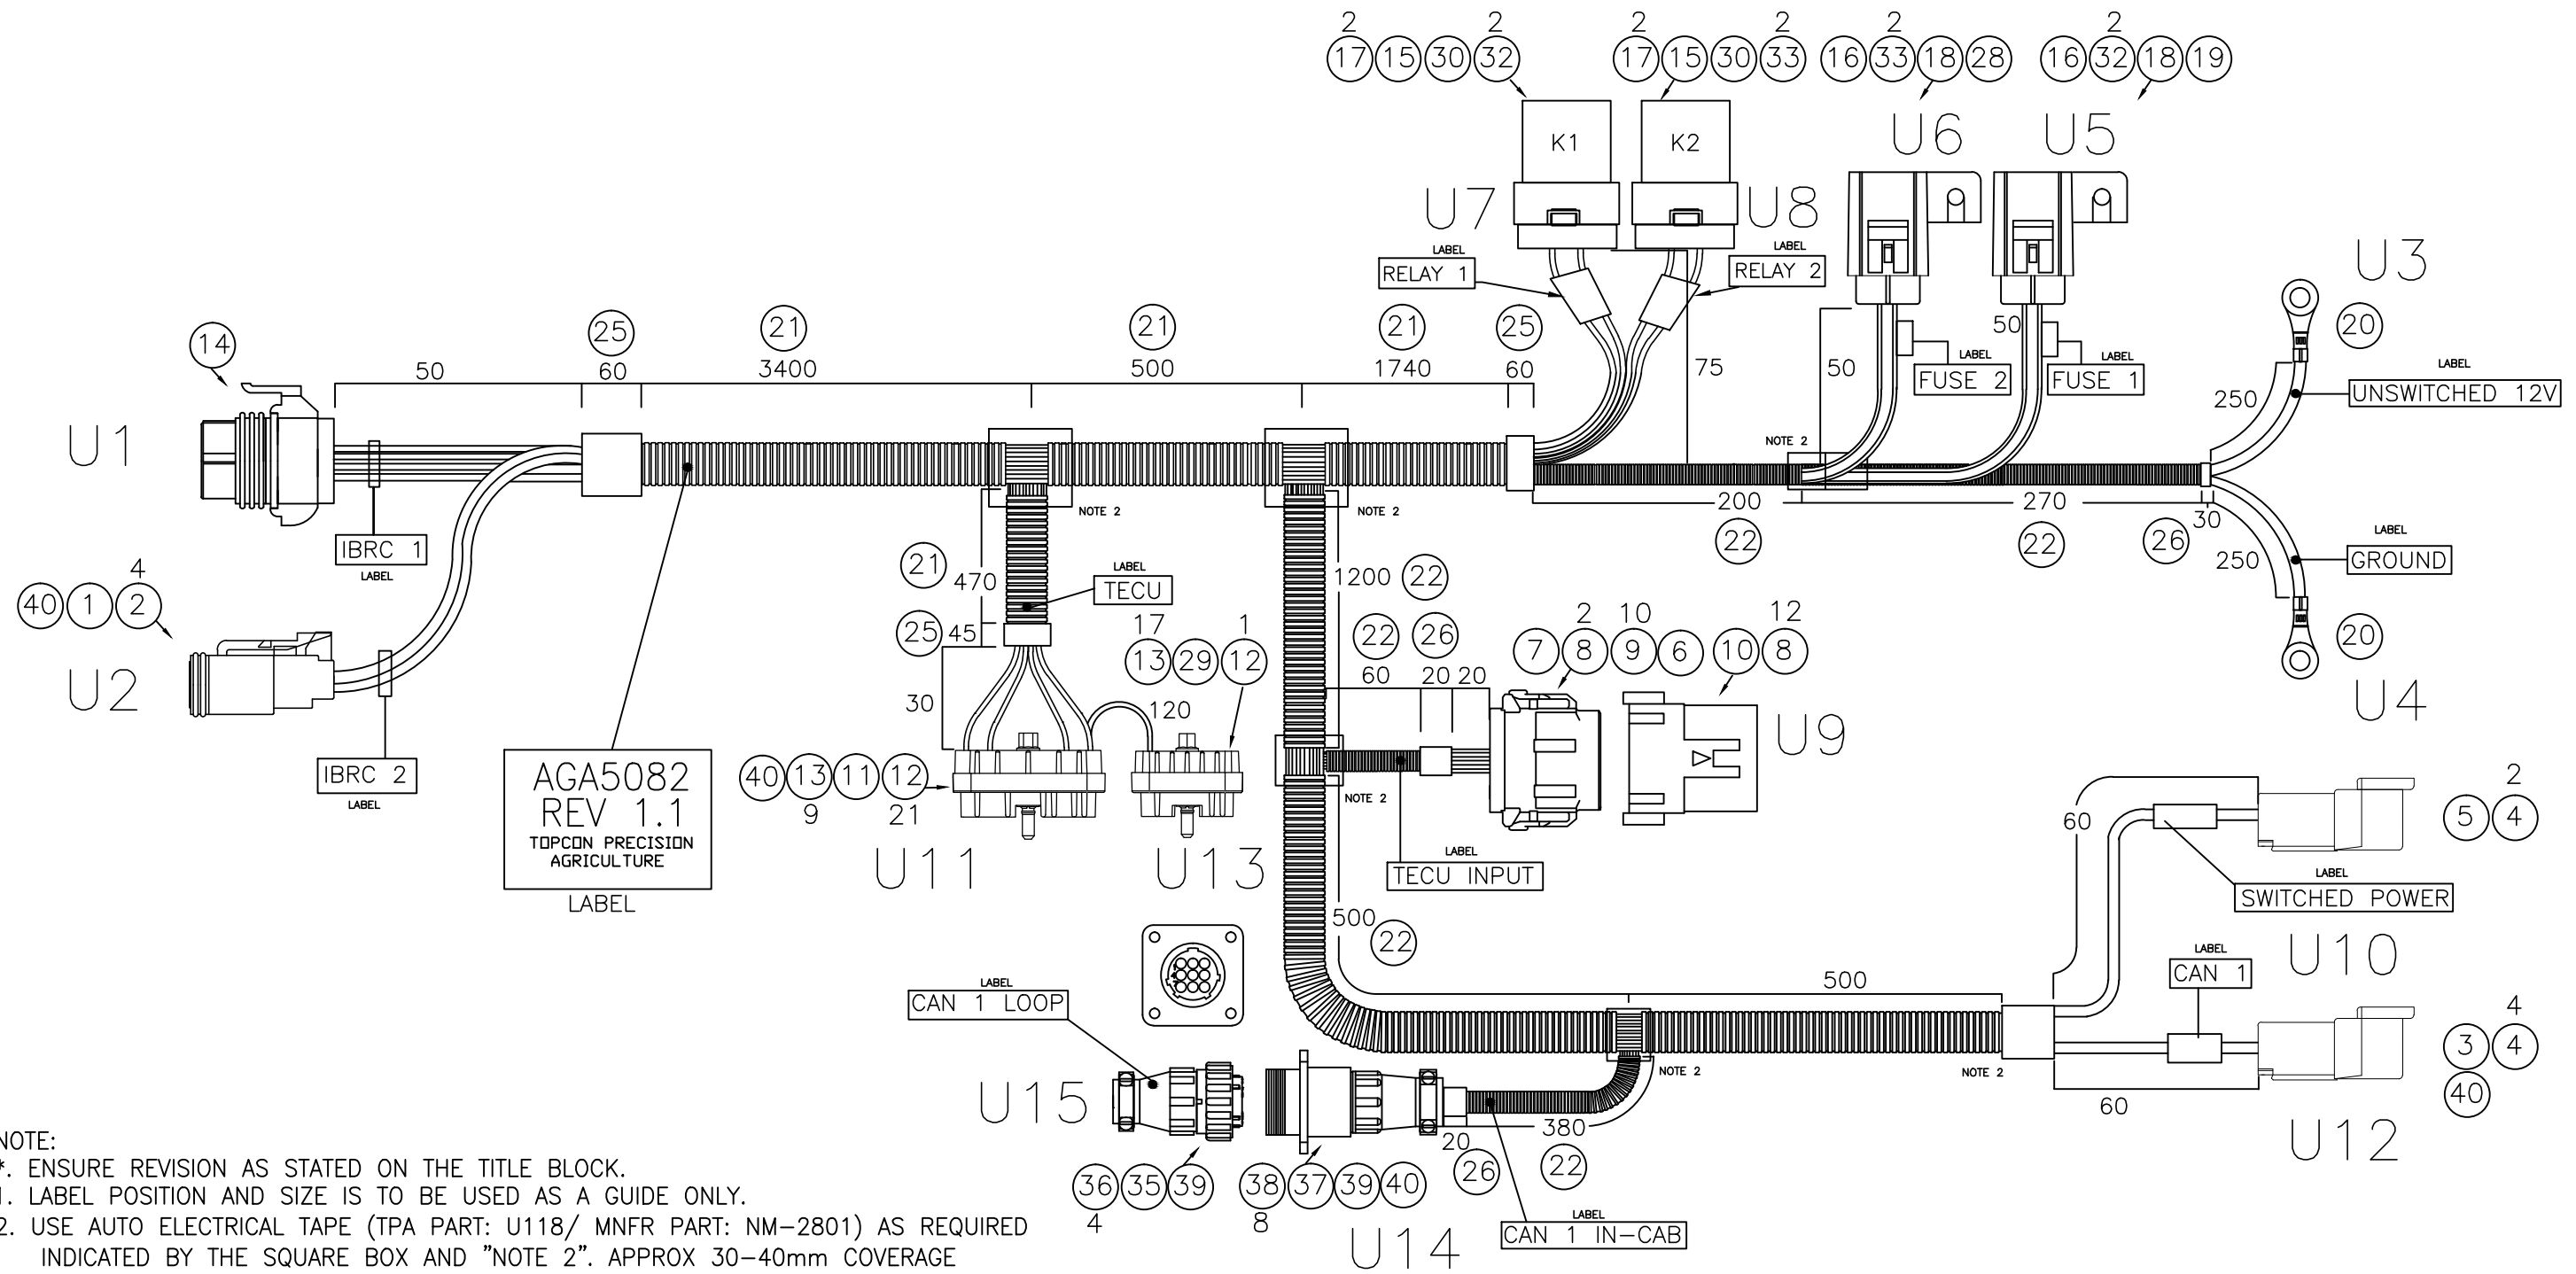 2 2 2 2 2 2
17 15 30 32 17 15 30 33 16 33 18 28 16 32 18 19
K1 K2
U6 U5
U7 U8
LABEL LABEL
RELAY 1 RELAY 2
U3
20
14 25 21 21 21 25
50 60 3400 500 1740 60
75 50 50
LABEL LABEL
FUSE 2 FUSE 1
LABEL
UNSWITCHED 12V
250
U1
NOTE 2
200 270 30
22 22 26
NOTE 2 NOTE 2
LABEL
GROUND
250
IBRC 1
LABEL
4
40 1 2
U2
IBRC 2
LABEL
21 470
LABEL
TECU
25 45
1200 22
22 26
60 20 20
17 1
13 29 12
2 10 12
7 8 9 6 10 8
20
U4
30 120
U9
40 13 11 12
9 21
U11 U13
AGA5082
REV 1.1
TOPCON PRECISION
AGRICULTURE
LABEL
NOTE 2
LABEL
TECU INPUT
60
2
5 4
LABEL
SWITCHED POWER
U10
500 22
500
LABEL
CAN 1
LABEL
CAN 1 LOOP
4
3 4
40
U12
NOTE 2 NOTE 2
60
U15
20 380
26 22
36 35 39 38 37 39 40
4 8
U14
LABEL
CAN 1 IN-CAB
NOTE:
*. ENSURE REVISION AS STATED ON THE TITLE BLOCK.
1. LABEL POSITION AND SIZE IS TO BE USED AS A GUIDE ONLY.
2. USE AUTO ELECTRICAL TAPE (TPA PART: U118/ MNFR PART: NM-2801) AS REQUIRED
INDICATED BY THE SQUARE BOX AND "NOTE 2". APPROX 30-40mm COVERAGE